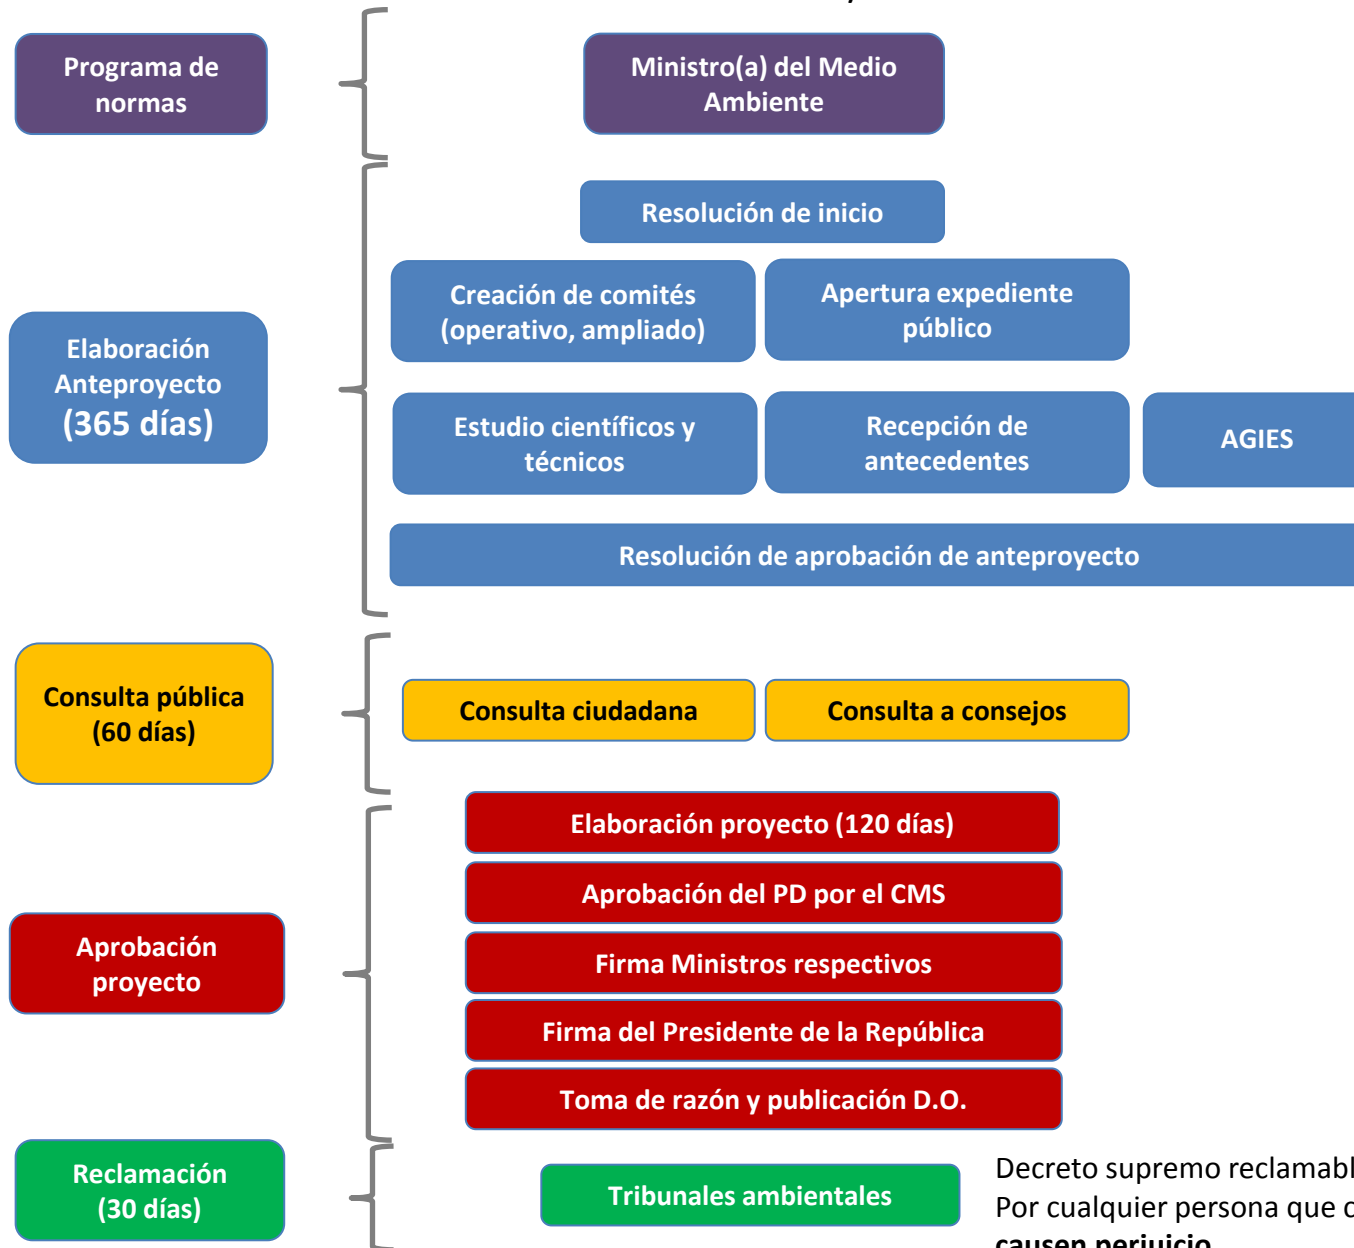 Programa de
normas
Ministro(a) del Medio
Ambiente
Resolución de inicio
Creación de comités
(operativo, ampliado)
Apertura expediente
público
Elaboración
Anteproyecto
(365 días)
Estudio científicos y
técnicos
Recepción de
antecedentes
AGIES
Resolución de aprobación de anteproyecto
Consulta pública
(60 días)
Consulta ciudadana
Consulta a consejos
Elaboración proyecto (120 días)
Aprobación del PD por el CMS
Aprobación
proyecto
Firma Ministros respectivos
Firma del Presidente de la República
Toma de razón y publicación D.O.
Reclamación
(30 días)
Tribunales ambientales
Decreto supremo reclamabl
Por cualquier persona que c
causen perjuicio